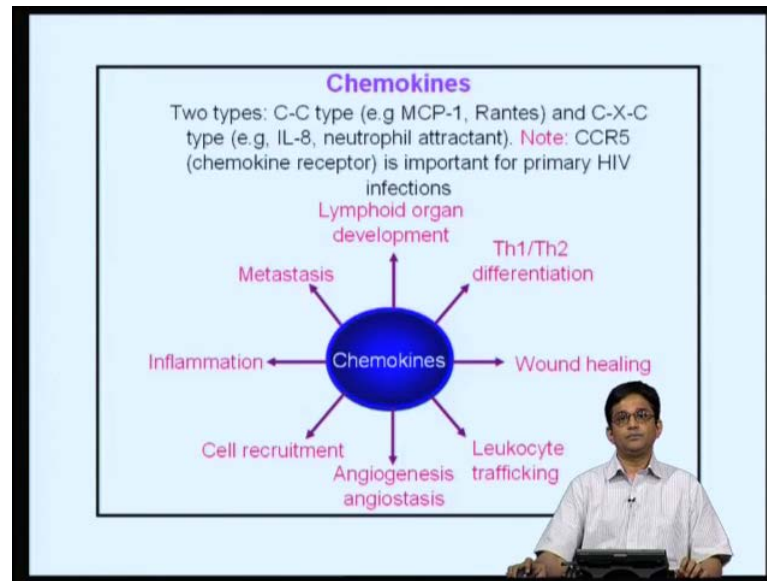 Chemokines
Two types: C-C type (e.g MCP-1, Rantes) and C-X-C
type (e.g, IL-8, neutrophil attractant). Note: CCR5
(chemokine receptor) is important for primary HIV
infections
Lymphoid organ
development
Th1/Th2
differentiation
Metastasis
Inflammation
Chemokines
Wound healing
Cell recruitment
Leukocyte
trafficking
Angiogenesis
angiostasis